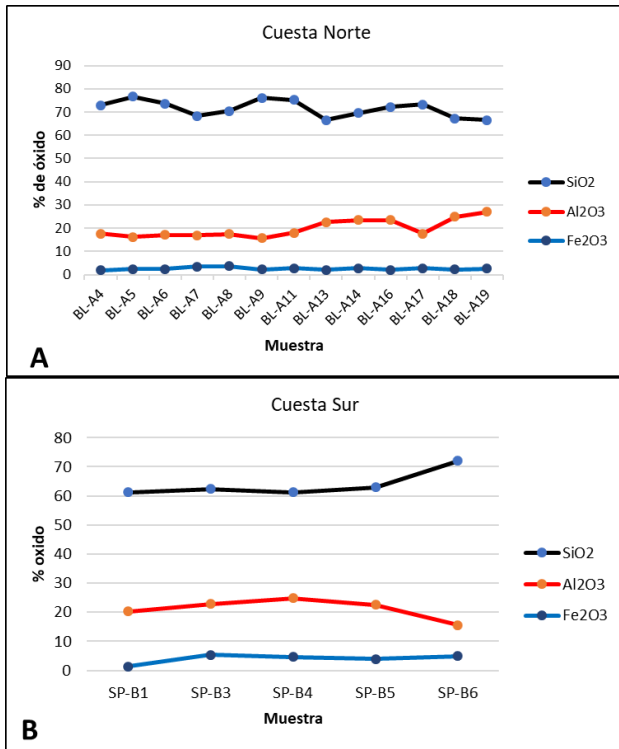 Cuesta Norte
% de óxido
90
80
70
60
50
40
30
20
10
0
BL-A4
BL-A5
BL-A6
BL-A7
BL-A8
BL-A9
BL-A11
BL-A13
BL-A14
BL-A16
BL-A17
BL-A18
BL-A19
Muestra
SiO2
Al2O3
Fe2O3
A
Cuesta Sur
% oxido
80
70
60
50
40
30
20
10
0
SP-B1
SP-B3
SP-B4
SP-B5
SP-B6
Muestra
SiO2
Al2O3
Fe2O3
B